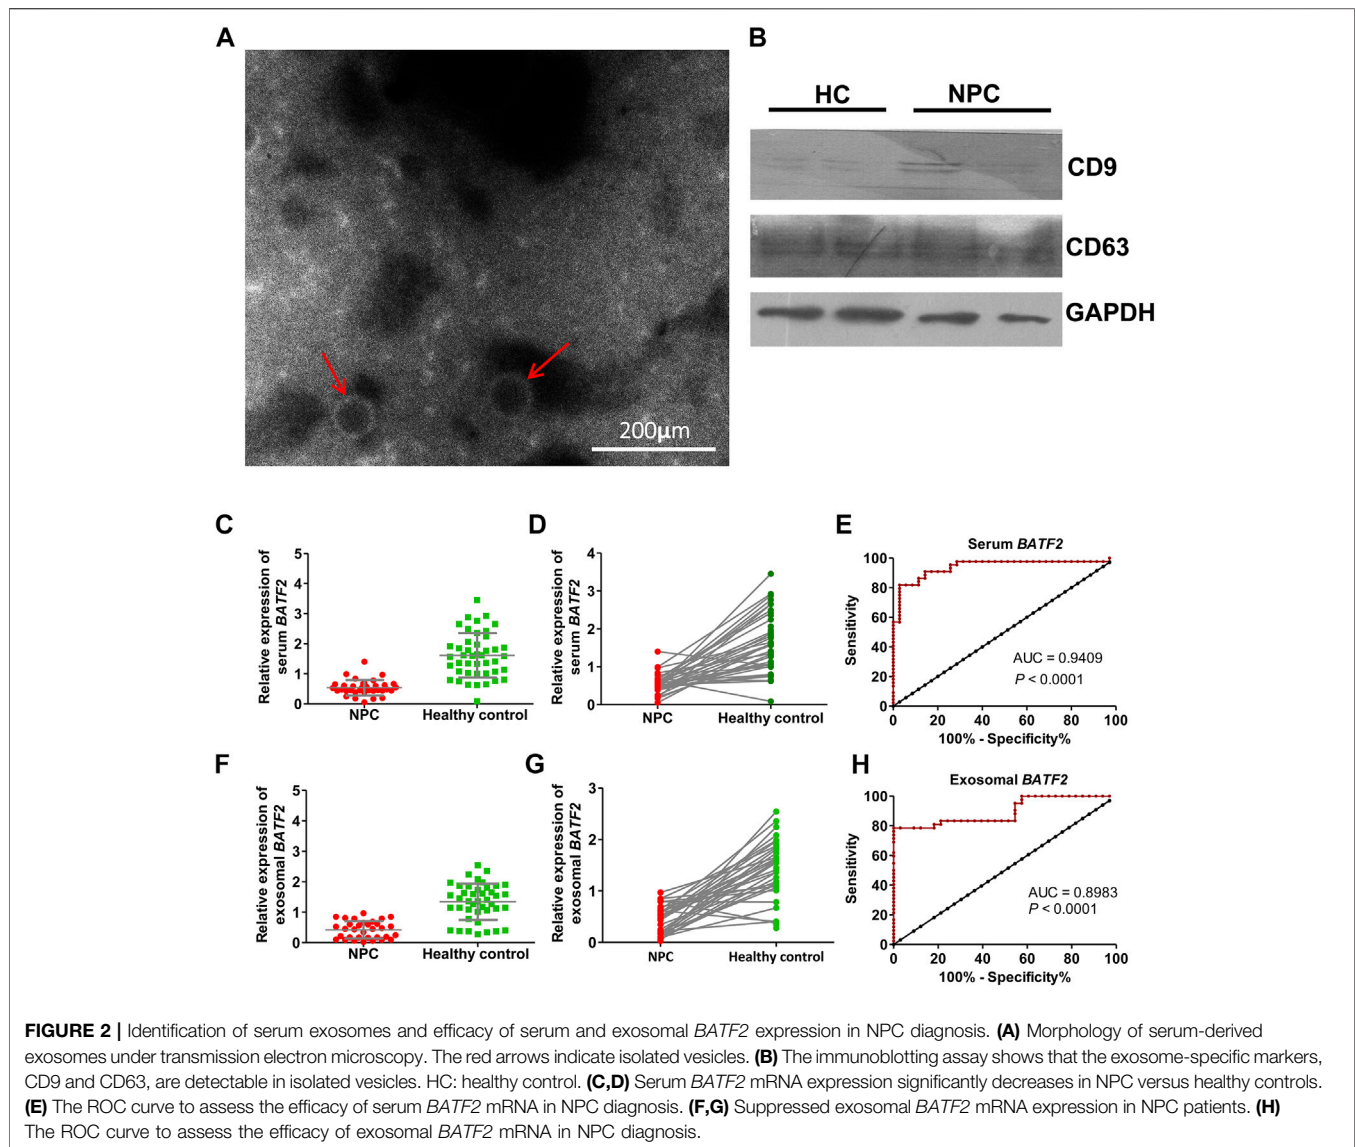 A
200μm
B
HC NPC
CD9
CD63
GAPDH
C
Relative expression of
serum BATF2
5
4
3
2
1
0
NPC Healthy control
D
Relative expression of
serum BATF2
4
3
2
1
0
NPC Healthy control
E
Serum BATF2
Sensitivity
100
80
60
40
20
0
AUC = 0.9409
P < 0.0001
0 20 40 60 80 100
100% - Specificity%
F
Relative expression of
exosomal BATF2
5
4
3
2
1
0
NPC Healthy control
G
Relative expression of
exosomal BATF2
3
2
1
0
NPC Healthy control
H
Exosomal BATF2
Sensitivity
100
80
60
40
20
0
AUC = 0.8983
P < 0.0001
0 20 40 60 80 100
100% - Specificity%
FIGURE 2 | Identification of serum exosomes and efficacy of serum and exosomal BATF2 expression in NPC diagnosis. (A) Morphology of serum-derived
exosomes under transmission electron microscopy. The red arrows indicate isolated vesicles. (B) The immunoblotting assay shows that the exosome-specific markers,
CD9 and CD63, are detectable in isolated vesicles. HC: healthy control. (C,D) Serum BATF2 mRNA expression significantly decreases in NPC versus healthy controls.
(E) The ROC curve to assess the efficacy of serum BATF2 mRNA in NPC diagnosis. (F,G) Suppressed exosomal BATF2 mRNA expression in NPC patients. (H)
The ROC curve to assess the efficacy of exosomal BATF2 mRNA in NPC diagnosis.